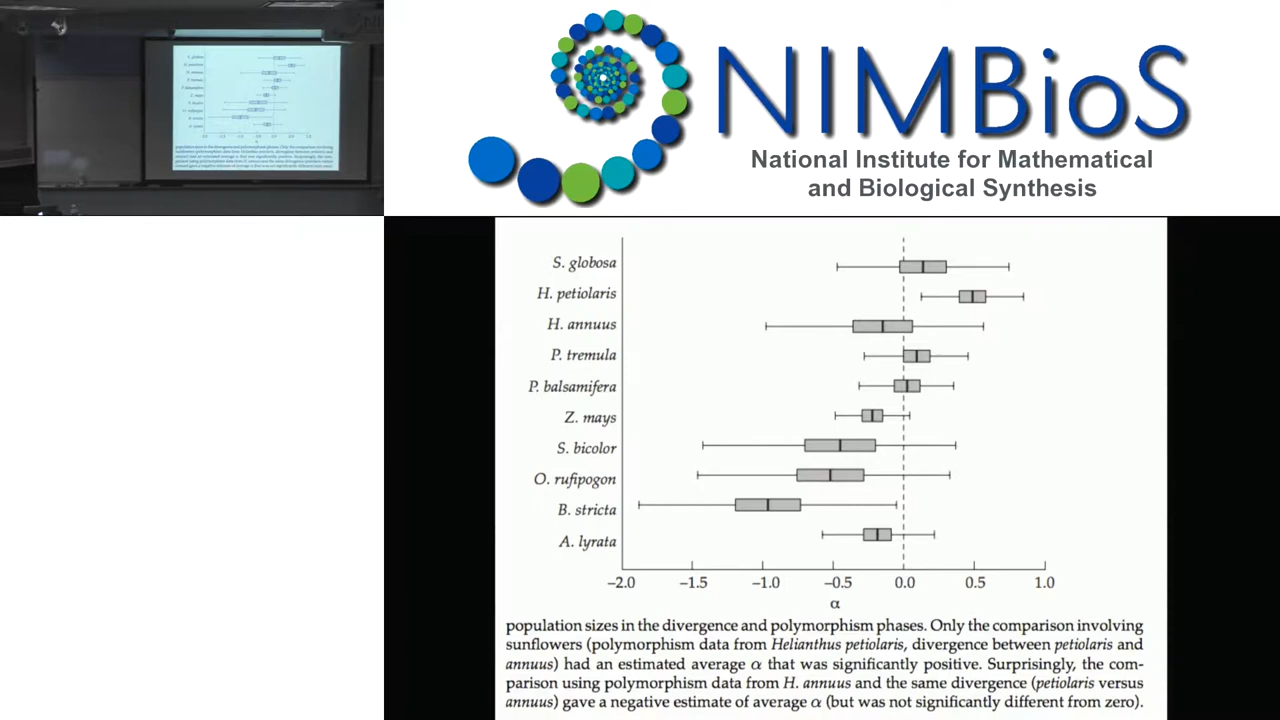 NIMBioS
National Institute for Mathematical
and Biological Synthesis
S. globosa
H. petiolaris
H. annuus
P. tremula
P. balsamifera
Z. mays
S. bicolor
O. rufipogon
B. stricta
A. lyrata
-2.0 -1.5 -1.0 -0.5 0.0 0.5 1.0
α
population sizes in the divergence and polymorphism phases. Only the comparison involving
sunflowers (polymorphism data from Helianthus petiolaris, divergence between petiolaris and
annuus) had an estimated average α that was significantly positive. Surprisingly, the com-
parison using polymorphism data from H. annuus and the same divergence (petiolaris versus
annuus) gave a negative estimate of average α (but was not significantly different from zero).